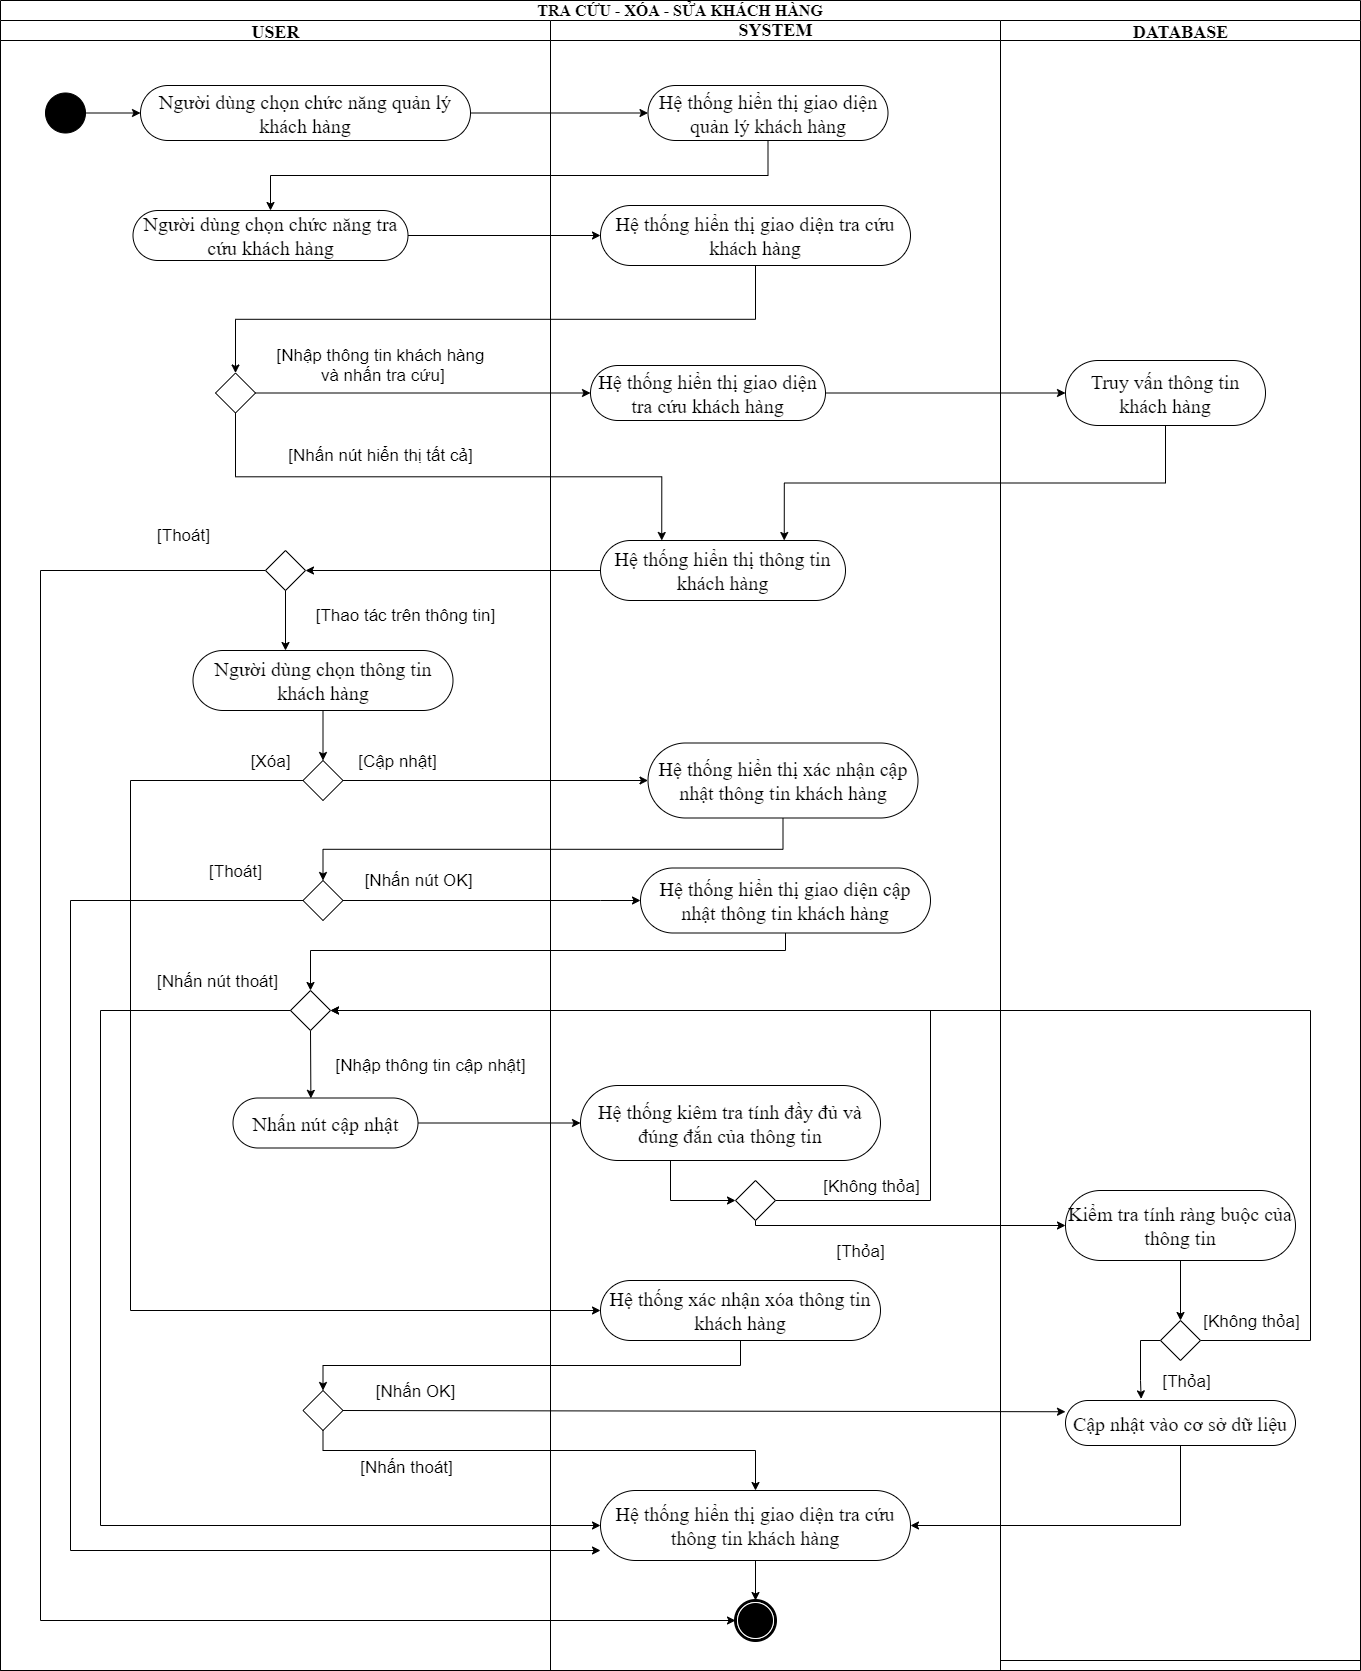 TRA CỨU - XÓA - SỬA KHÁCH HÀNG
USER
SYSTEM
DATABASE
Người dùng chọn chức năng quản lý
khách hàng
Hệ thống hiển thị giao diện
quản lý khách hàng
Người dùng chọn chức năng tra
cứu khách hàng
Hệ thống hiển thị giao diện tra cứu
khách hàng
[Nhập thông tin khách hàng
và nhấn tra cứu]
Hệ thống hiển thị giao diện
tra cứu khách hàng
Truy vấn thông tin
khách hàng
[Nhấn nút hiển thị tất cả]
[Thoát]
Hệ thống hiển thị thông tin
khách hàng
[Thao tác trên thông tin]
Người dùng chọn thông tin
khách hàng
[Xóa]
[Cập nhật]
Hệ thống hiển thị xác nhận cập
nhật thông tin khách hàng
[Thoát]
[Nhấn nút OK]
Hệ thống hiển thị giao diện cập
nhật thông tin khách hàng
[Nhấn nút thoát]
[Nhập thông tin cập nhật]
Nhấn nút cập nhật
Hệ thống kiêm tra tính đầy đủ và
đúng đắn của thông tin
[Không thỏa]
[Thỏa]
Kiểm tra tính ràng buộc của
thông tin
Hệ thống xác nhận xóa thông tin
khách hàng
[Không thỏa]
[Thỏa]
[Nhấn OK]
Cập nhật vào cơ sở dữ liệu
[Nhấn thoát]
Hệ thống hiển thị giao diện tra cứu
thông tin khách hàng